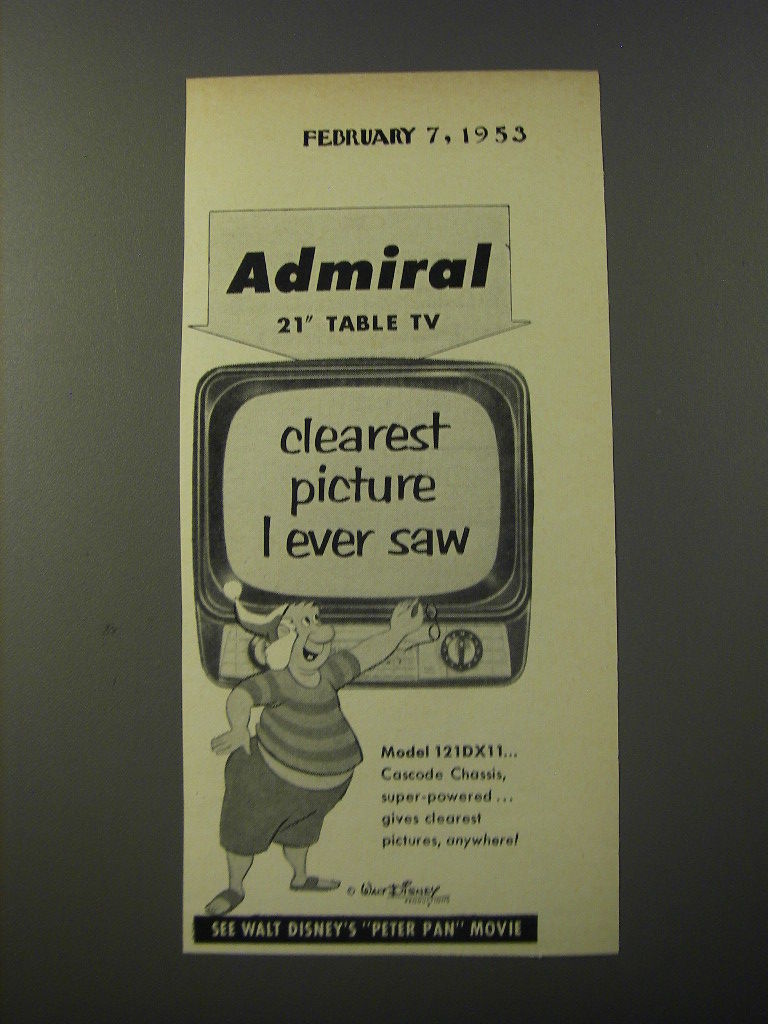 FEBRUARY 7, 1953
Admiral
21" TABLE TV
clearest
picture
I ever saw
Model 121DX11...
Cascode Chassis,
super-powered...
gives clearest
pictures, anywhere!
© WALT DISNEY
PRODUCTIONS
SEE WALT DISNEY'S "PETER PAN" MOVIE